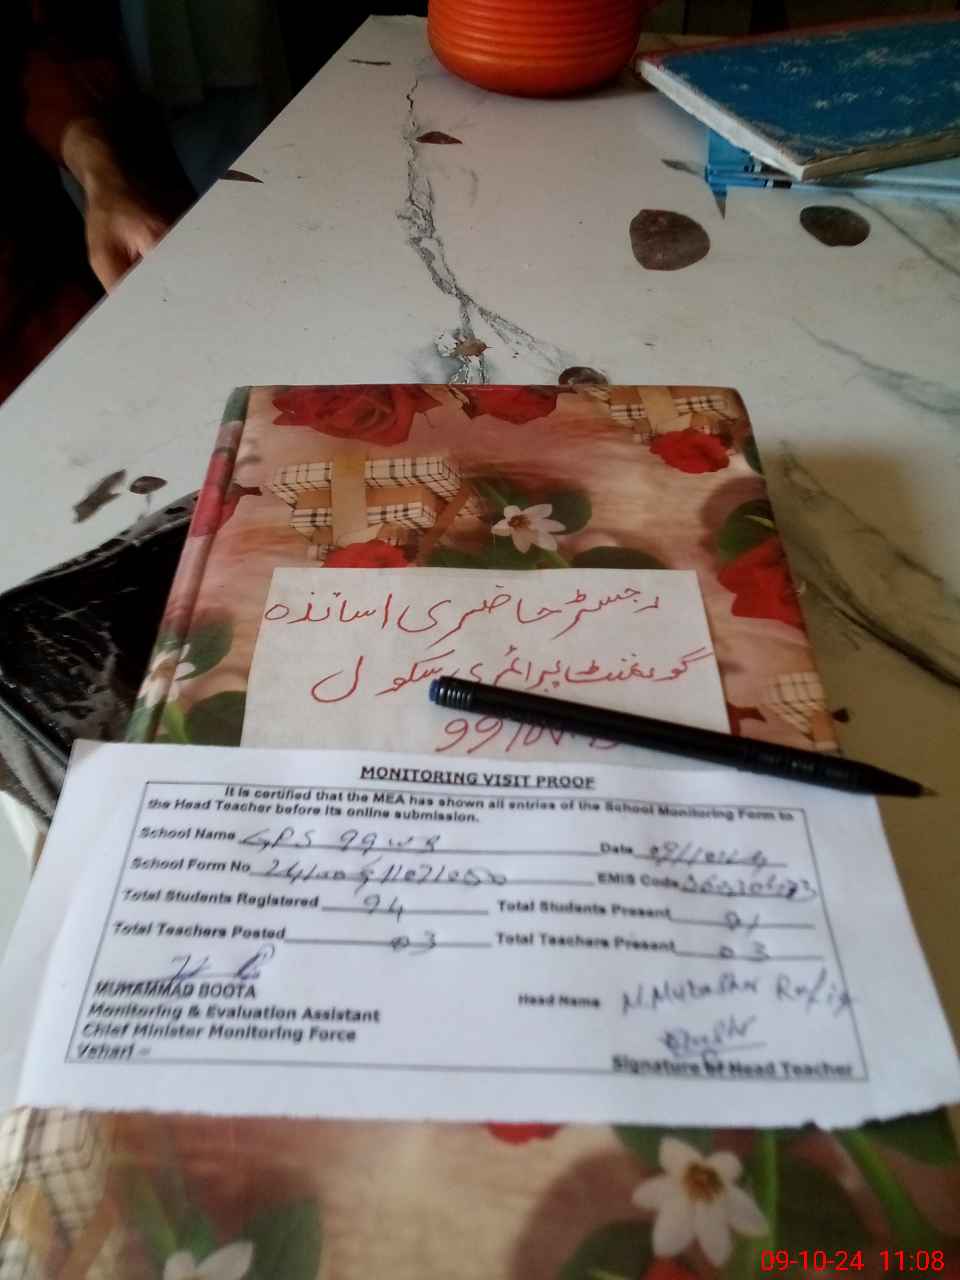 رجسٹر حاضری اساتذہ
گورنمنٹ پرائمری سکول
MONITORING VISIT PROOF
It is certified that the MEA has shown all entries of the School Monitoring Form to
the Head Teacher before its online submission.
School Name GPS 99 WB Date
School Form No. EMIS Code
Total Students Registered 94 Total Students Present
Total Teachers Posted 03 Total Teachers Present 03
MUHAMMAD BOOTA
Monitoring & Evaluation Assistant Head Name M. Mubashar Rafiq
Chief Minister Monitoring Force
Vehari –
Signature of Head Teacher
09-10-24 11:08